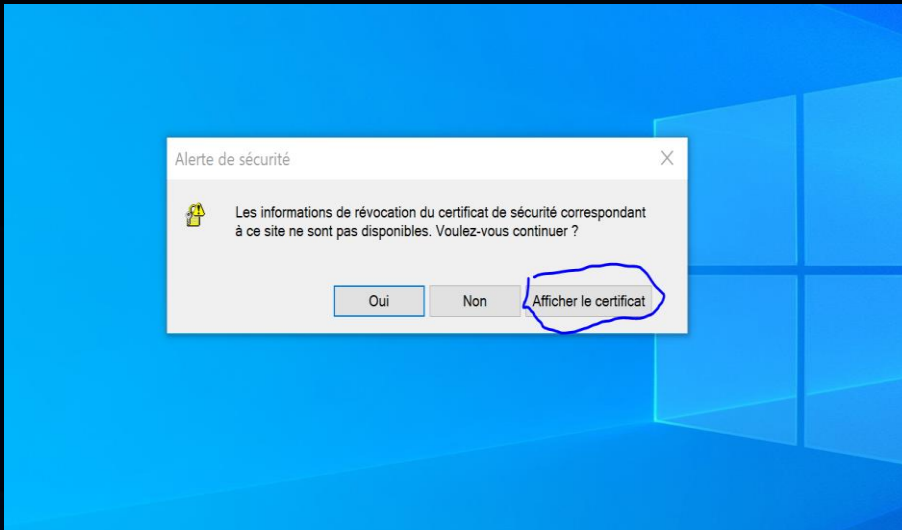 Alerte de sécurité
Les informations de révocation du certificat de sécurité correspondant
à ce site ne sont pas disponibles. Voulez-vous continuer ?
Oui Non Afficher le certificat